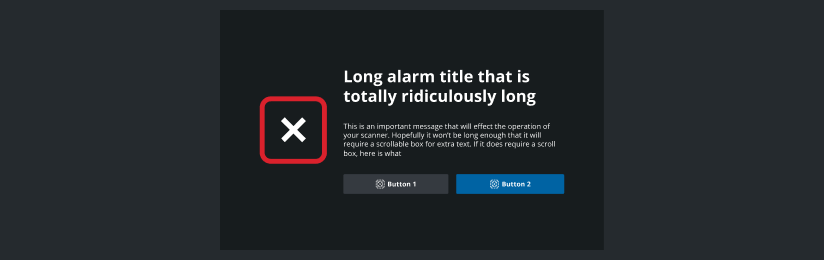 Long alarm title that is
totally ridiculously long
This is an important message that will effect the operation of
your scanner. Hopefully it won't be long enough that it will
require a scrollable box for extra text. If it does require a scroll
box, here is what
Button 1
Button 2